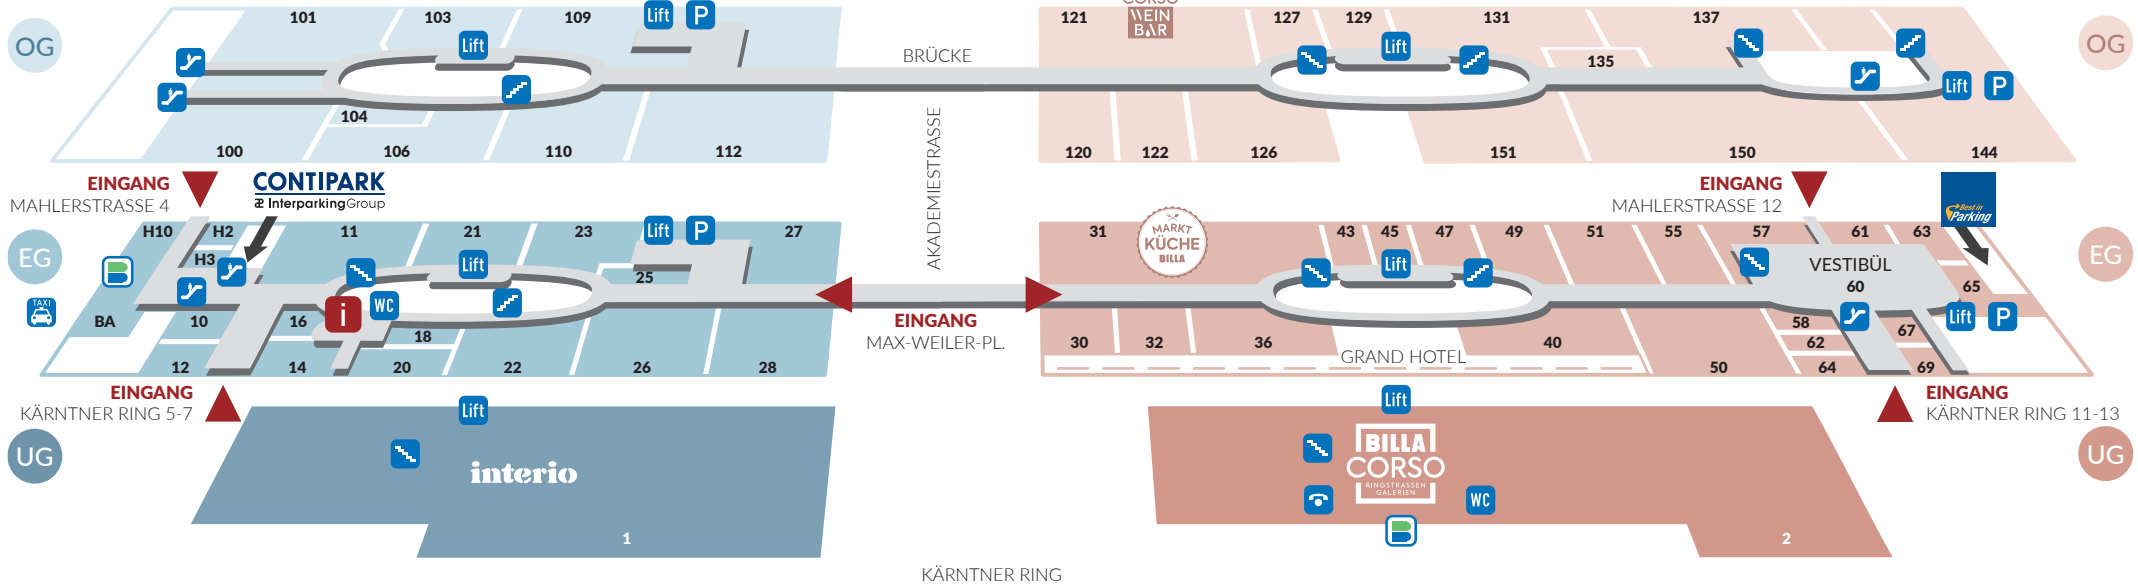 OG
101
103
109
Lift
P
Lift
BRÜCKE
104
100
106
110
112
CORSO
WEIN
BAR
121
127
129
131
137
Lift
135
Lift
P
OG
120
122
126
151
150
144
AKADEMIESTRASSE
EINGANG
MAHLERSTRASSE 4
CONTIPARK
InterparkingGroup
EINGANG
MAHLERSTRASSE 12
Best in
Parking
EG
H10
H2
H3
11
21
23
27
Lift
P
Lift
25
TAXI
B
BA
10
16
i
WC
18
12
14
20
22
26
28
EINGANG
MAX-WEILER-PL.
31
MARKT
KÜCHE
BILLA
43
45
47
49
51
55
57
61
63
Lift
VESTIBÜL
60
65
EG
58
62
64
67
69
Lift
P
30
32
36
40
50
GRAND HOTEL
EINGANG
KÄRNTNER RING 5-7
EINGANG
KÄRNTNER RING 11-13
UG
Lift
interio
1
Lift
BILLA
CORSO
RINGSTRASSEN
GALERIEN
WC
B
2
UG
KÄRNTNER RING